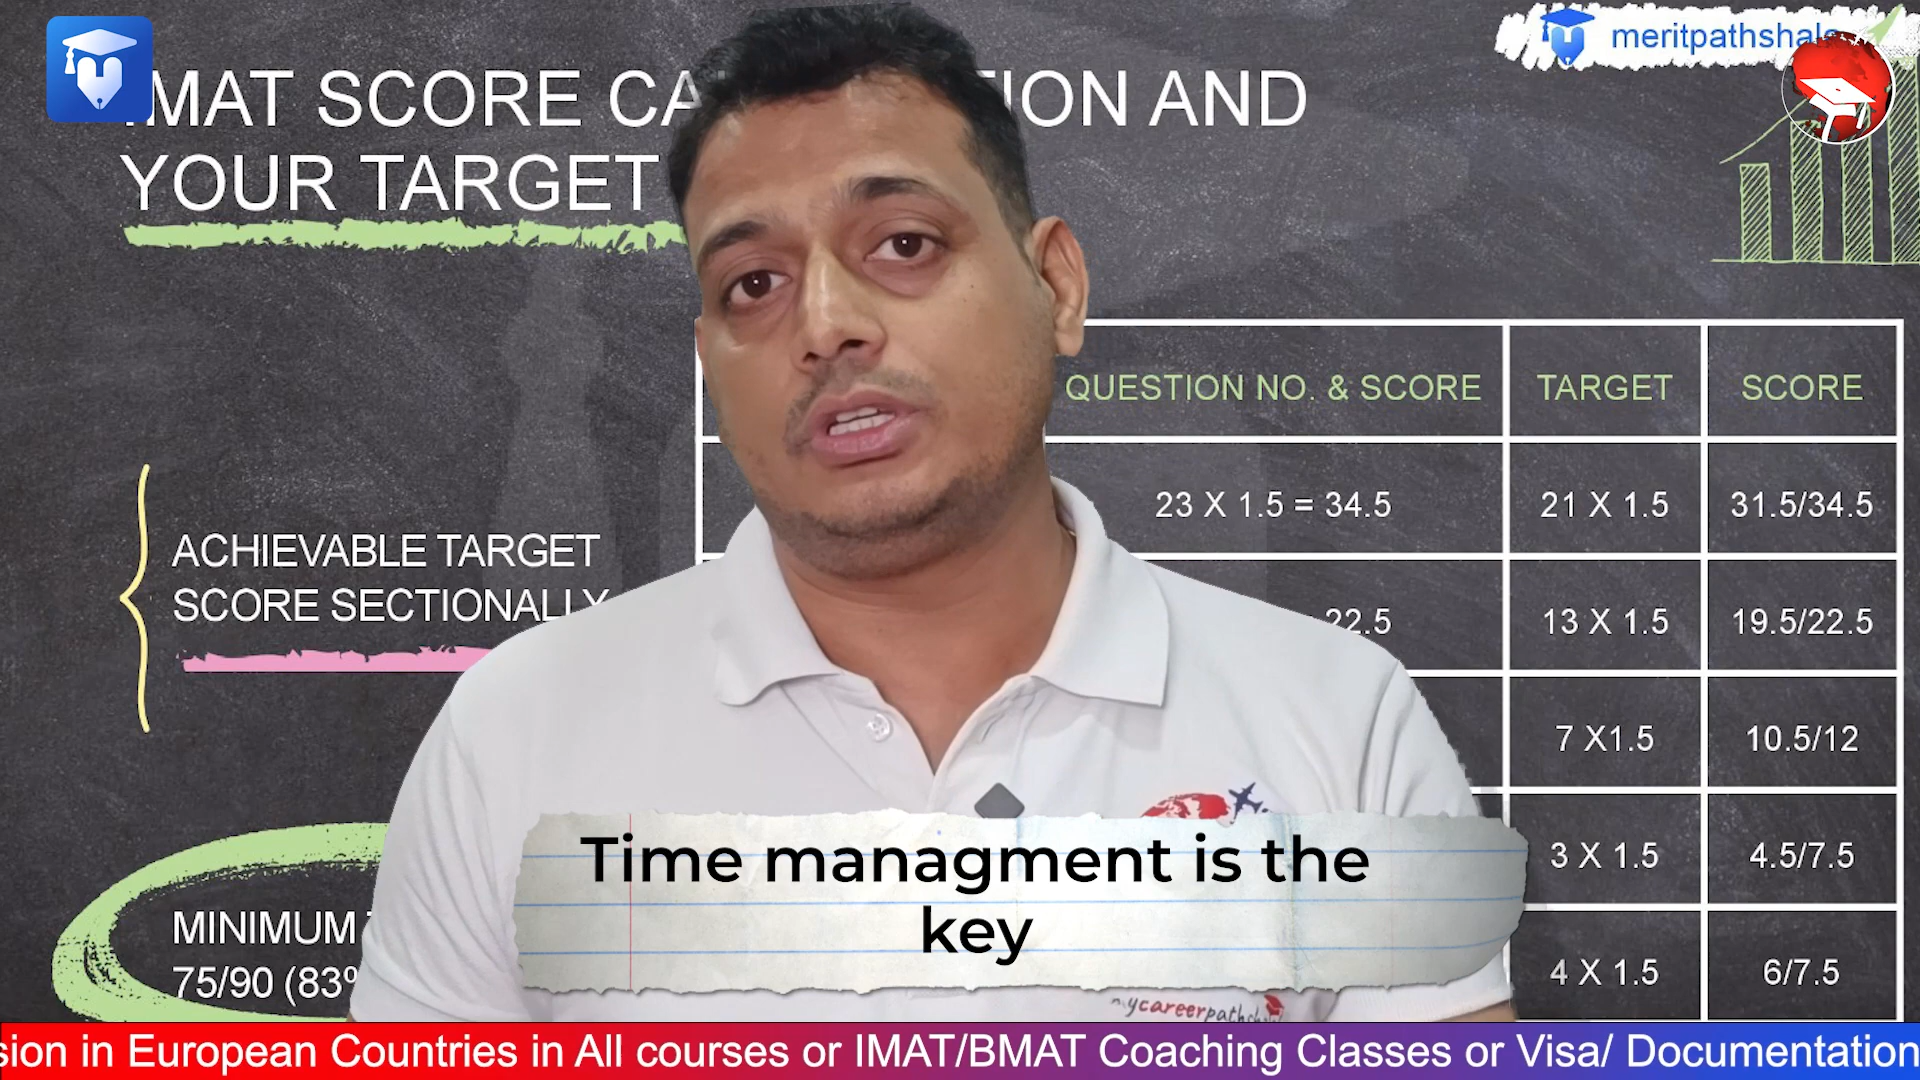 meritpathshala
IMAT SCORE CA ION AND
YOUR TARGET
QUESTION NO. & SCORE TARGET SCORE
23 X 1.5 = 34.5 21 X 1.5 31.5/34.5
22.5 13 X 1.5 19.5/22.5
7 X1.5 10.5/12
3 X 1.5 4.5/7.5
4 X 1.5 6/7.5
ACHIEVABLE TARGET
SCORE SECTIONALLY
MINIMUM
75/90 (83%
Time managment is the
key
mycareerpathshala
sion in European Countries in All courses or IMAT/BMAT Coaching Classes or Visa/ Documentation